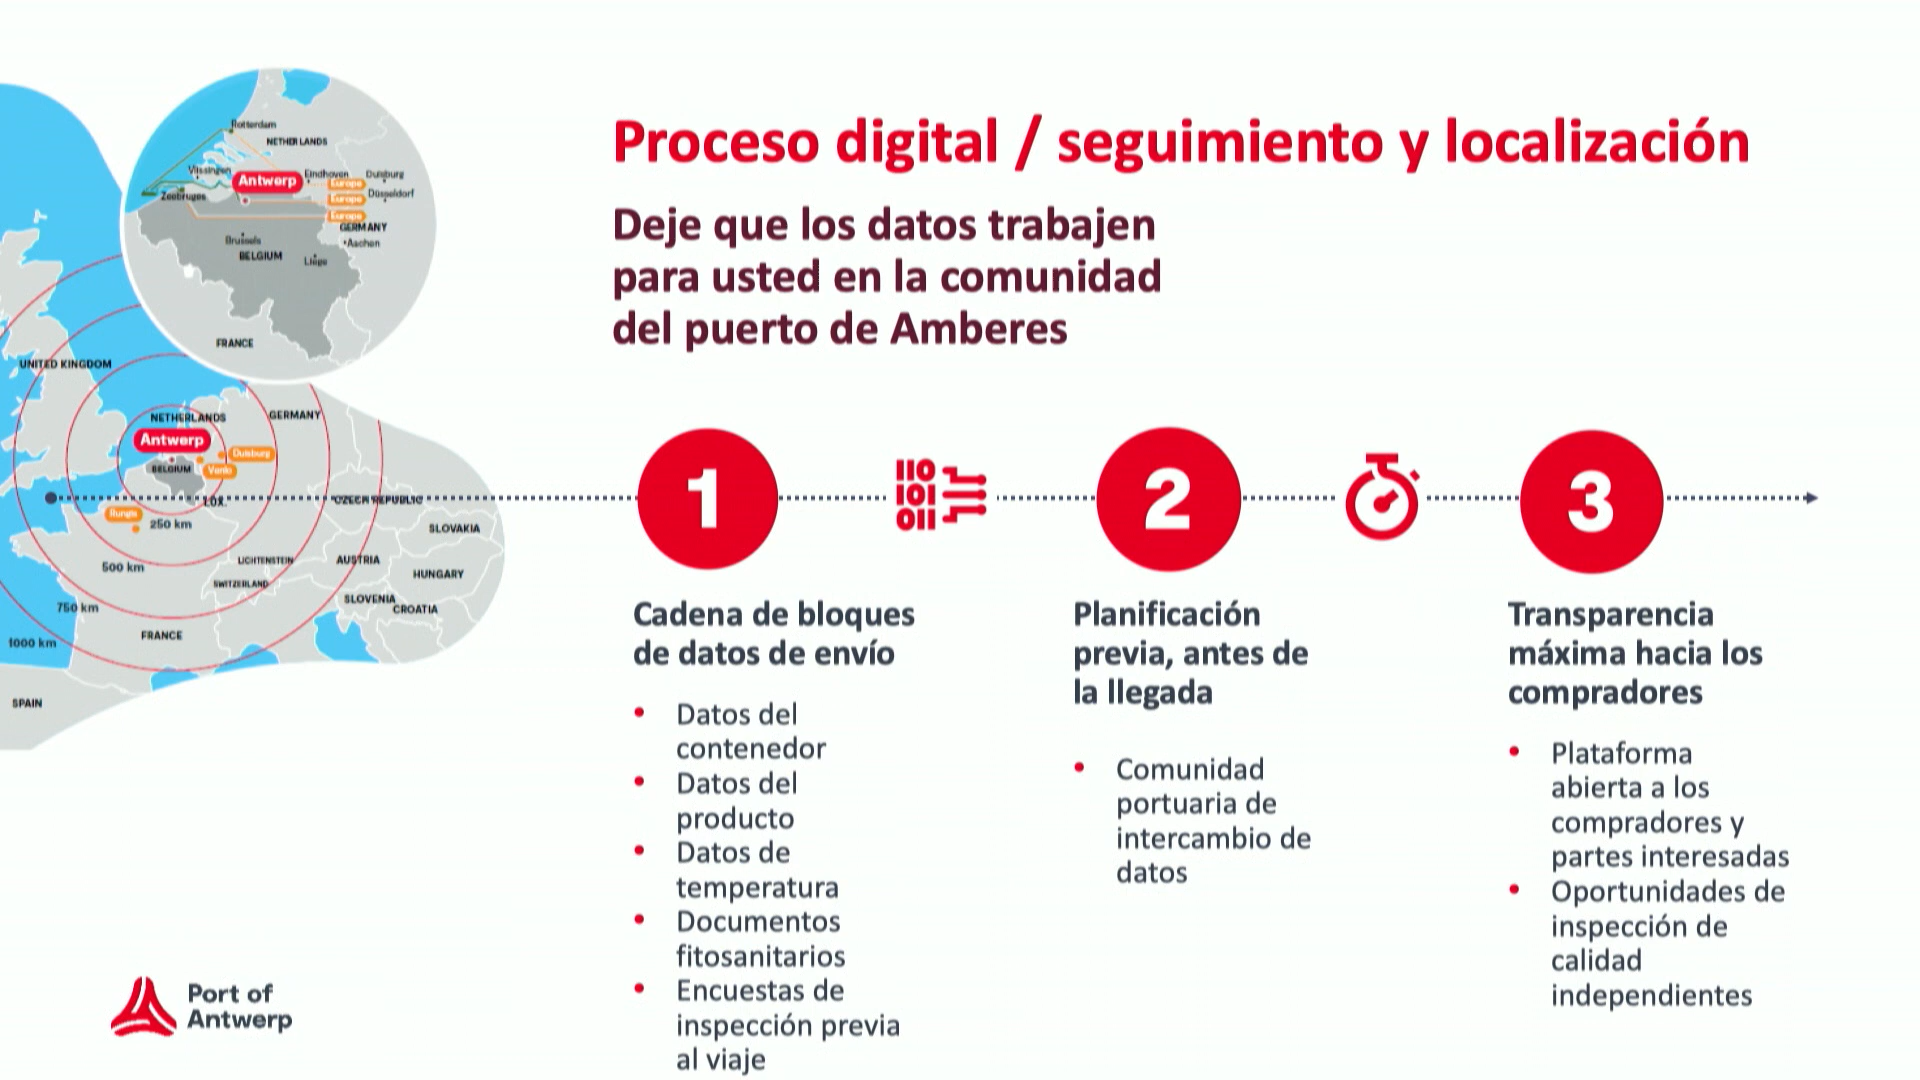 Proceso digital / seguimiento y localización
Deje que los datos trabajen
para usted en la comunidad
del puerto de Amberes
Rotterdam
NETHERLANDS
Vlissingen
Antwerp
Eindhoven
Duisburg
Europe
Zeebruges
Europe
Düsseldorf
Europe
GERMANY
Brussels
Aachen
BELGIUM
Liège
FRANCE
UNITED KINGDOM
NETHERLANDS
GERMANY
Antwerp
Duisburg
BELGIUM
Venlo
LUX.
CZECH REPUBLIC
Rungis
250 km
SLOVAKIA
500 km
LICHTENSTEIN
AUSTRIA
HUNGARY
SWITZERLAND
750 km
SLOVENIA
CROATIA
1000 km
FRANCE
SPAIN
1
110
101
011
2
3
Cadena de bloques
de datos de envío
• Datos del
contenedor
• Datos del
producto
• Datos de
temperatura
• Documentos
fitosanitarios
• Encuestas de
inspección previa
al viaje
Planificación
previa, antes de
la llegada
• Comunidad
portuaria de
intercambio de
datos
Transparencia
máxima hacia los
compradores
• Plataforma
abierta a los
compradores y
partes interesadas
• Oportunidades de
inspección de
calidad
independientes
Port of
Antwerp